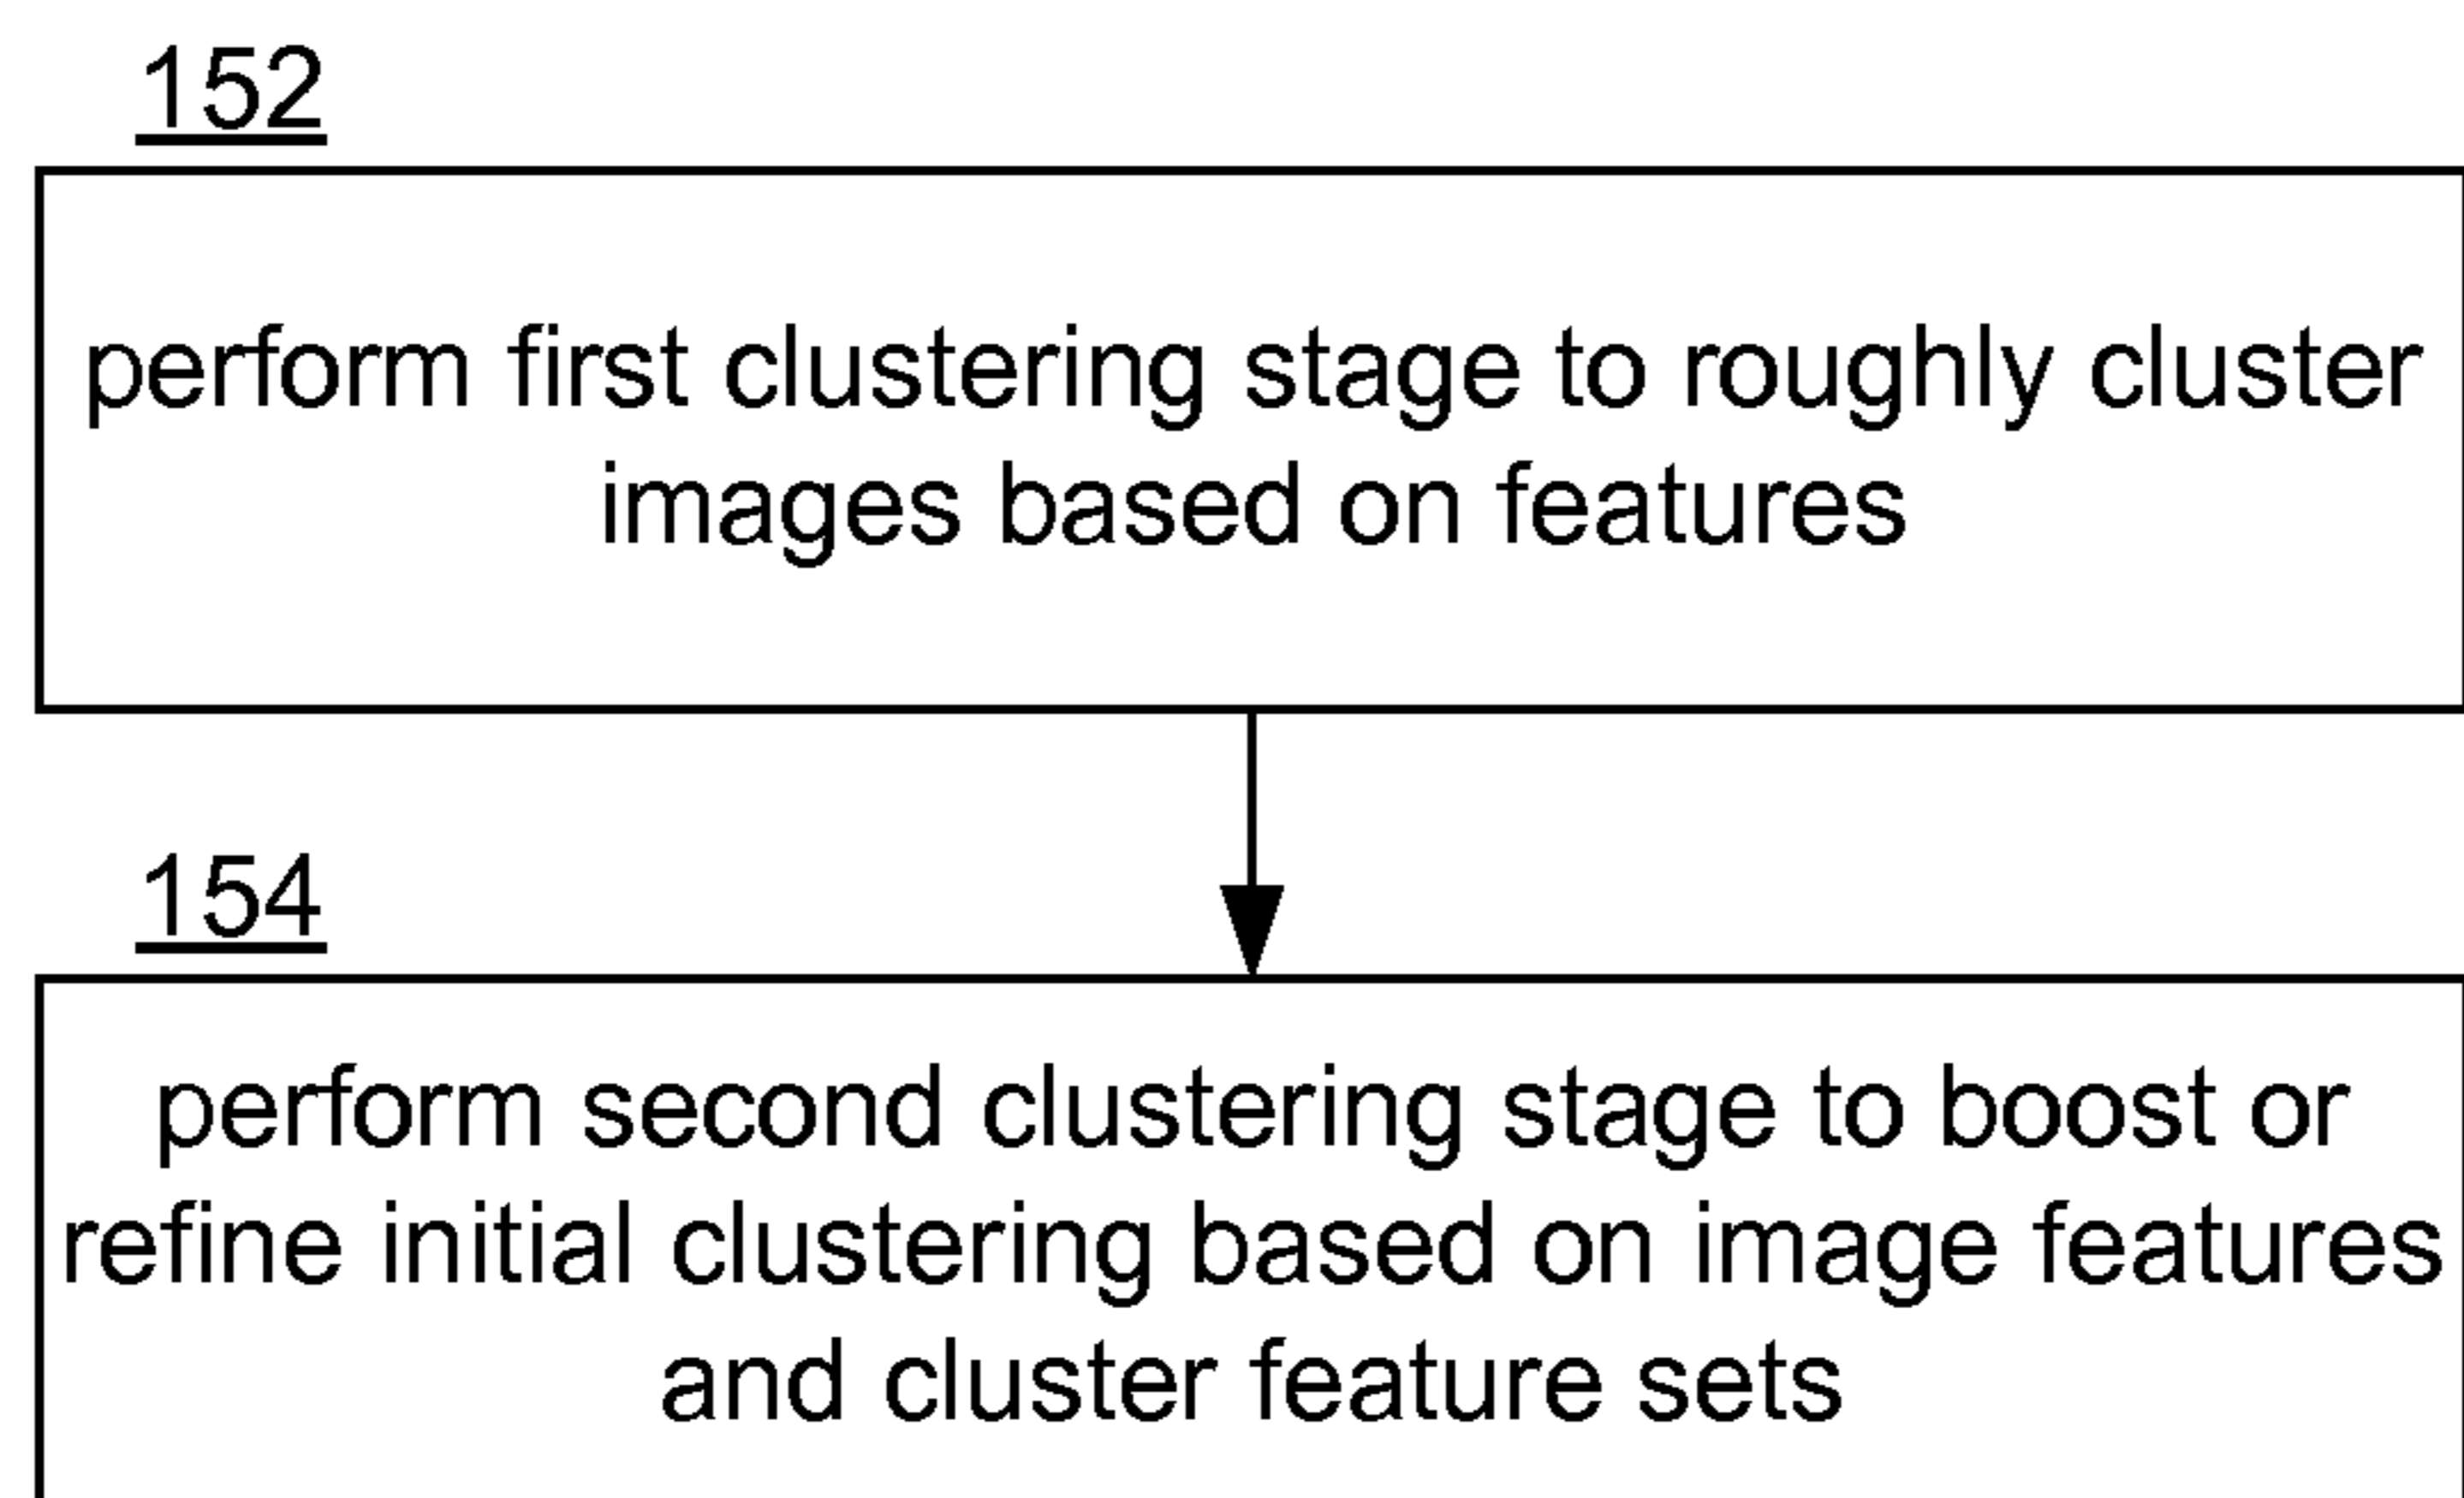 152
perform first clustering stage to roughly cluster
images based on features
154
perform second clustering stage to boost or
refine initial clustering based on image features
and cluster feature sets